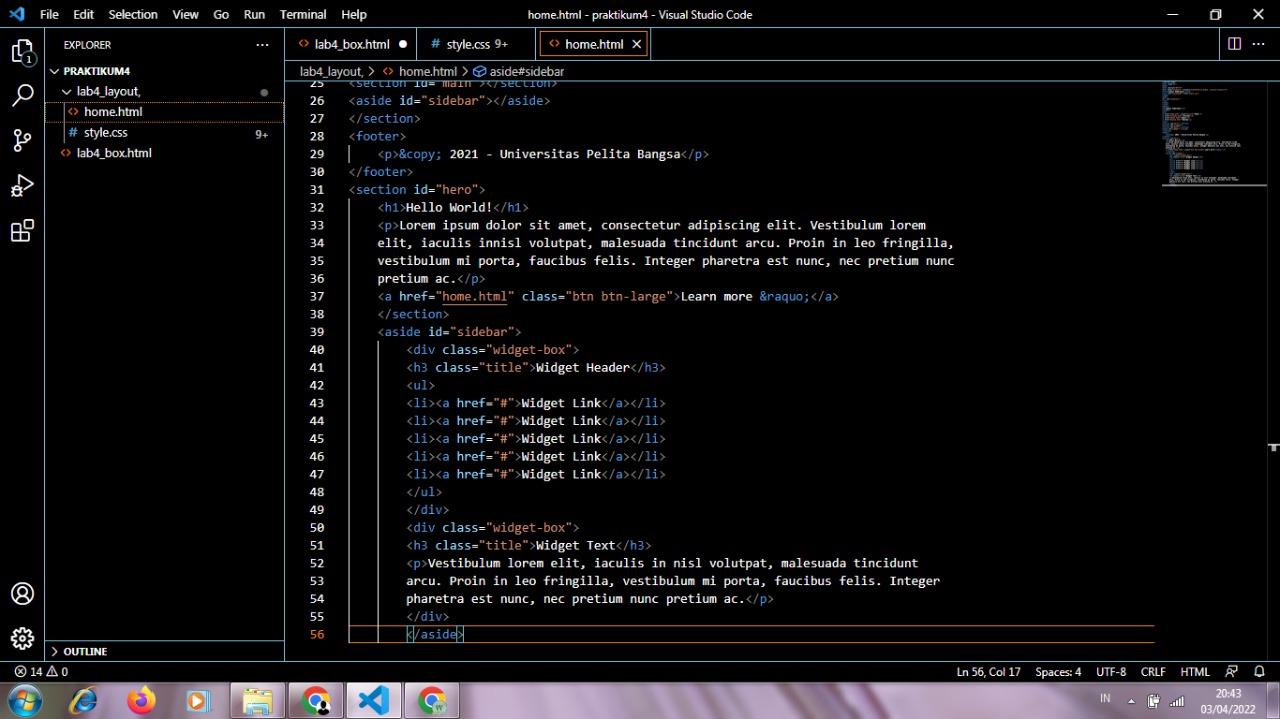 File Edit Selection View Go Run Terminal Help home.html - praktikum4 - Visual Studio Code
EXPLORER
lab4_box.html style.css 9+ home.html
PRAKTIKUM4
lab4_layout,
home.html
style.css 9+
lab4_box.html
OUTLINE
1
lab4_layout, > home.html > aside#sidebar
25 <section id="main"></section>
26 <aside id="sidebar"></aside>
27 </section>
28 <footer>
29 <p>&copy; 2021 - Universitas Pelita Bangsa</p>
30 </footer>
31 <section id="hero">
32 <h1>Hello World!</h1>
33 <p>Lorem ipsum dolor sit amet, consectetur adipiscing elit. Vestibulum lorem
34 elit, iaculis innisl volutpat, malesuada tincidunt arcu. Proin in leo fringilla,
35 vestibulum mi porta, faucibus felis. Integer pharetra est nunc, nec pretium nunc
36 pretium ac.</p>
37 <a href="home.html" class="btn btn-large">Learn more &raquo;</a>
38 </section>
39 <aside id="sidebar">
40 <div class="widget-box">
41 <h3 class="title">Widget Header</h3>
42 <ul>
43 <li><a href="#">Widget Link</a></li>
44 <li><a href="#">Widget Link</a></li>
45 <li><a href="#">Widget Link</a></li>
46 <li><a href="#">Widget Link</a></li>
47 <li><a href="#">Widget Link</a></li>
48 </ul>
49 </div>
50 <div class="widget-box">
51 <h3 class="title">Widget Text</h3>
52 <p>Vestibulum lorem elit, iaculis in nisl volutpat, malesuada tincidunt
53 arcu. Proin in leo fringilla, vestibulum mi porta, faucibus felis. Integer
54 pharetra est nunc, nec pretium nunc pretium ac.</p>
55 </div>
56 </aside>
14 0 Ln 56, Col 17 Spaces: 4 UTF-8 CRLF HTML
IN 20:43
03/04/2022